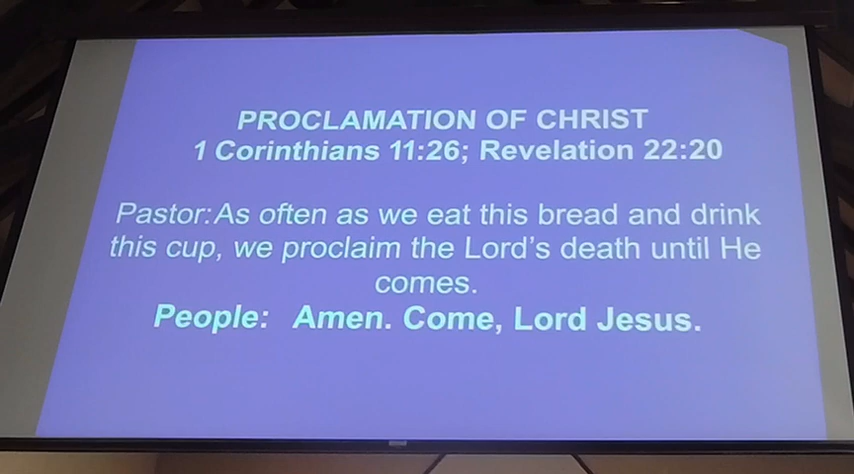 PROCLAMATION OF CHRIST
1 Corinthians 11:26; Revelation 22:20
Pastor: As often as we eat this bread and drink
this cup, we proclaim the Lord's death until He
comes.
People: Amen. Come, Lord Jesus.